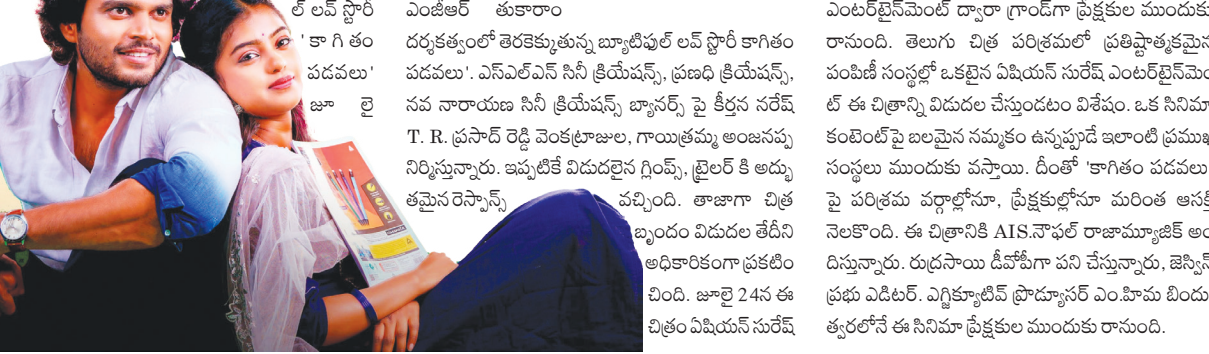 ల్ లవ్ స్టోరీ
'కా గి తం
పడవలు'
జూ లై
ఎంజీఆర్ తుకారాం
దర్శకత్వంలో తెరకెక్కుతున్న బ్యూటిఫుల్ లవ్ స్టోరీ కాగితం
పడవలు'. ఎస్ఎల్ఎన్ సినీ క్రియేషన్స్, ప్రణధి క్రియేషన్స్,
నవ నారాయణ సినీ క్రియేషన్స్ బ్యానర్స్ పై కీర్తన నరేష్
T. R. ప్రసాద్ రెడ్డి వెంకట్రాజుల, గాయిత్రమ్మ అంజనప్ప
నిర్మిస్తున్నారు. ఇప్పటికే విడుదలైన గ్లింప్స్, ట్రైలర్ కి అద్భు
తమైన రెస్పాన్స్ వచ్చింది. తాజాగా చిత్ర
బృందం విడుదల తేదీని
అధికారికంగా ప్రకటిం
చింది. జూలై 24న ఈ
చిత్రం ఏషియన్ సురేష్
ఎంటర్‌టైన్‌మెంట్ ద్వారా గ్రాండ్‌గా ప్రేక్షకుల ముందుకు
రానుంది. తెలుగు చిత్ర పరిశ్రమలో ప్రతిష్టాత్మకమైన
పంపిణీ సంస్థల్లో ఒకటైన ఏషియన్ సురేష్ ఎంటర్‌టైన్‌మెం
ట్ ఈ చిత్రాన్ని విడుదల చేస్తుండటం విశేషం. ఒక సినిమా
కంటెంట్‌పై బలమైన నమ్మకం ఉన్నప్పుడే ఇలాంటి ప్రముఖ
సంస్థలు ముందుకు వస్తాయి. దీంతో 'కాగితం పడవలు'
పై పరిశ్రమ వర్గాల్లోనూ, ప్రేక్షకుల్లోనూ మరింత ఆసక్తి
నెలకొంది. ఈ చిత్రానికి AIS.నౌఫల్ రాజామ్యూజిక్ అం
దిస్తున్నారు. రుద్రసాయి డీవోపీగా పని చేస్తున్నారు, జెస్విన్
ప్రభు ఎడిటర్. ఎగ్జిక్యూటివ్ ప్రొడ్యూసర్ ఎం.హిమ బిందు
త్వరలోనే ఈ సినిమా ప్రేక్షకుల ముందుకు రానుంది.